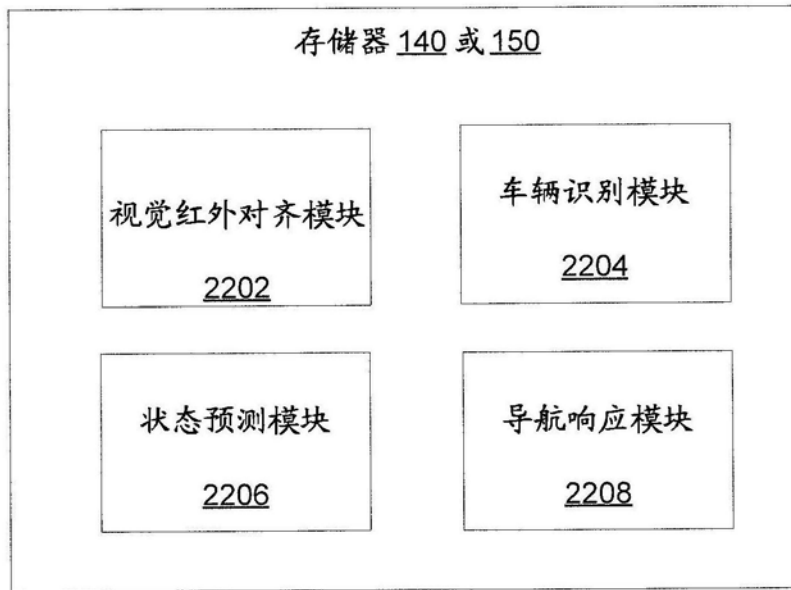 存储器 140 或 150
视觉红外对齐模块
2202
车辆识别模块
2204
状态预测模块
2206
导航响应模块
2208